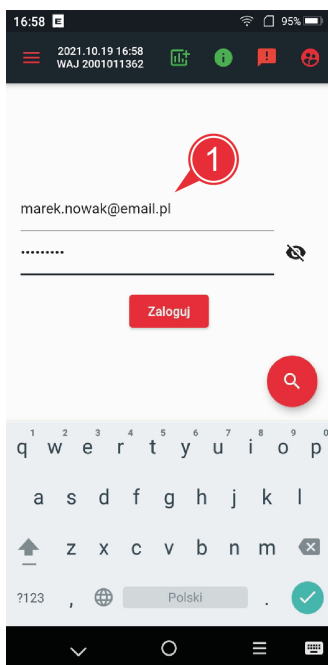 16:58 E 95%
2021.10.19 16:58
WAJ 2001011362
1
marek.nowak@email.pl
•••••••••
Zaloguj
1 2 3 4 5 6 7 8 9 0
q w e r t y u i o p
a s d f g h j k l
z x c v b n m
?123 , Polski .